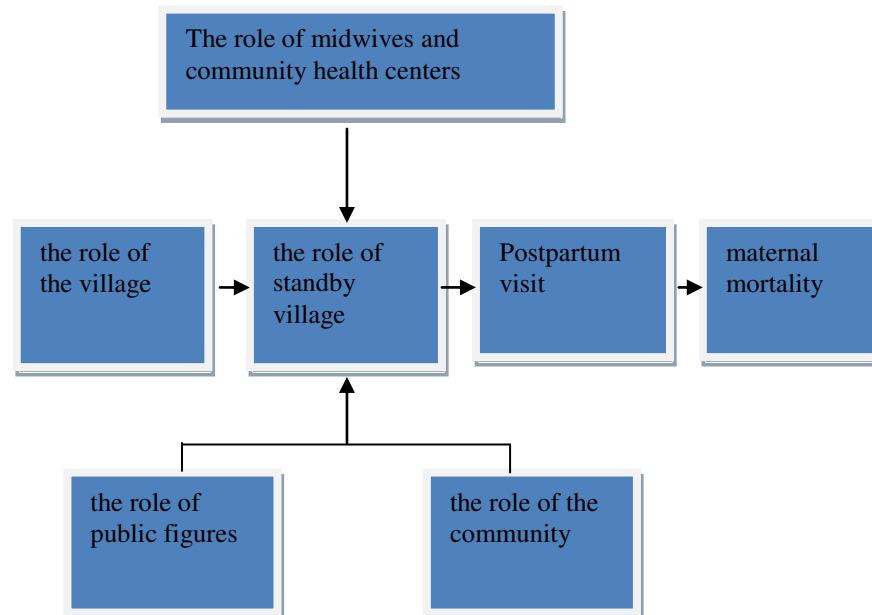 The role of midwives and
community health centers
the role of
the village
the role of
standby
village
Postpartum
visit
maternal
mortality
the role of
public figures
the role of the
community